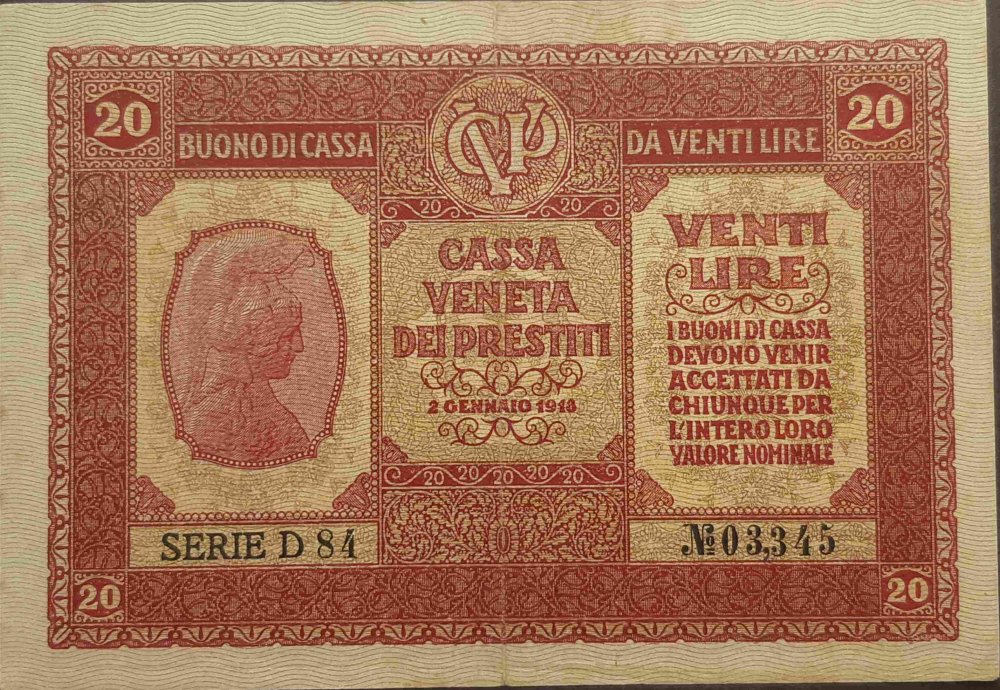 20
20
BUONO DI CASSA
CVP
DA VENTI LIRE
20 20
CASSA
VENETA
DEI PRESTITI
2 GENNAIO 1918
20 20 20 20
VENTI
LIRE
I BUONI DI CASSA
DEVONO VENIR
ACCETTATI DA
CHIUNQUE PER
L'INTERO LORO
VALORE NOMINALE
SERIE D 84
№ 03,345
20
20